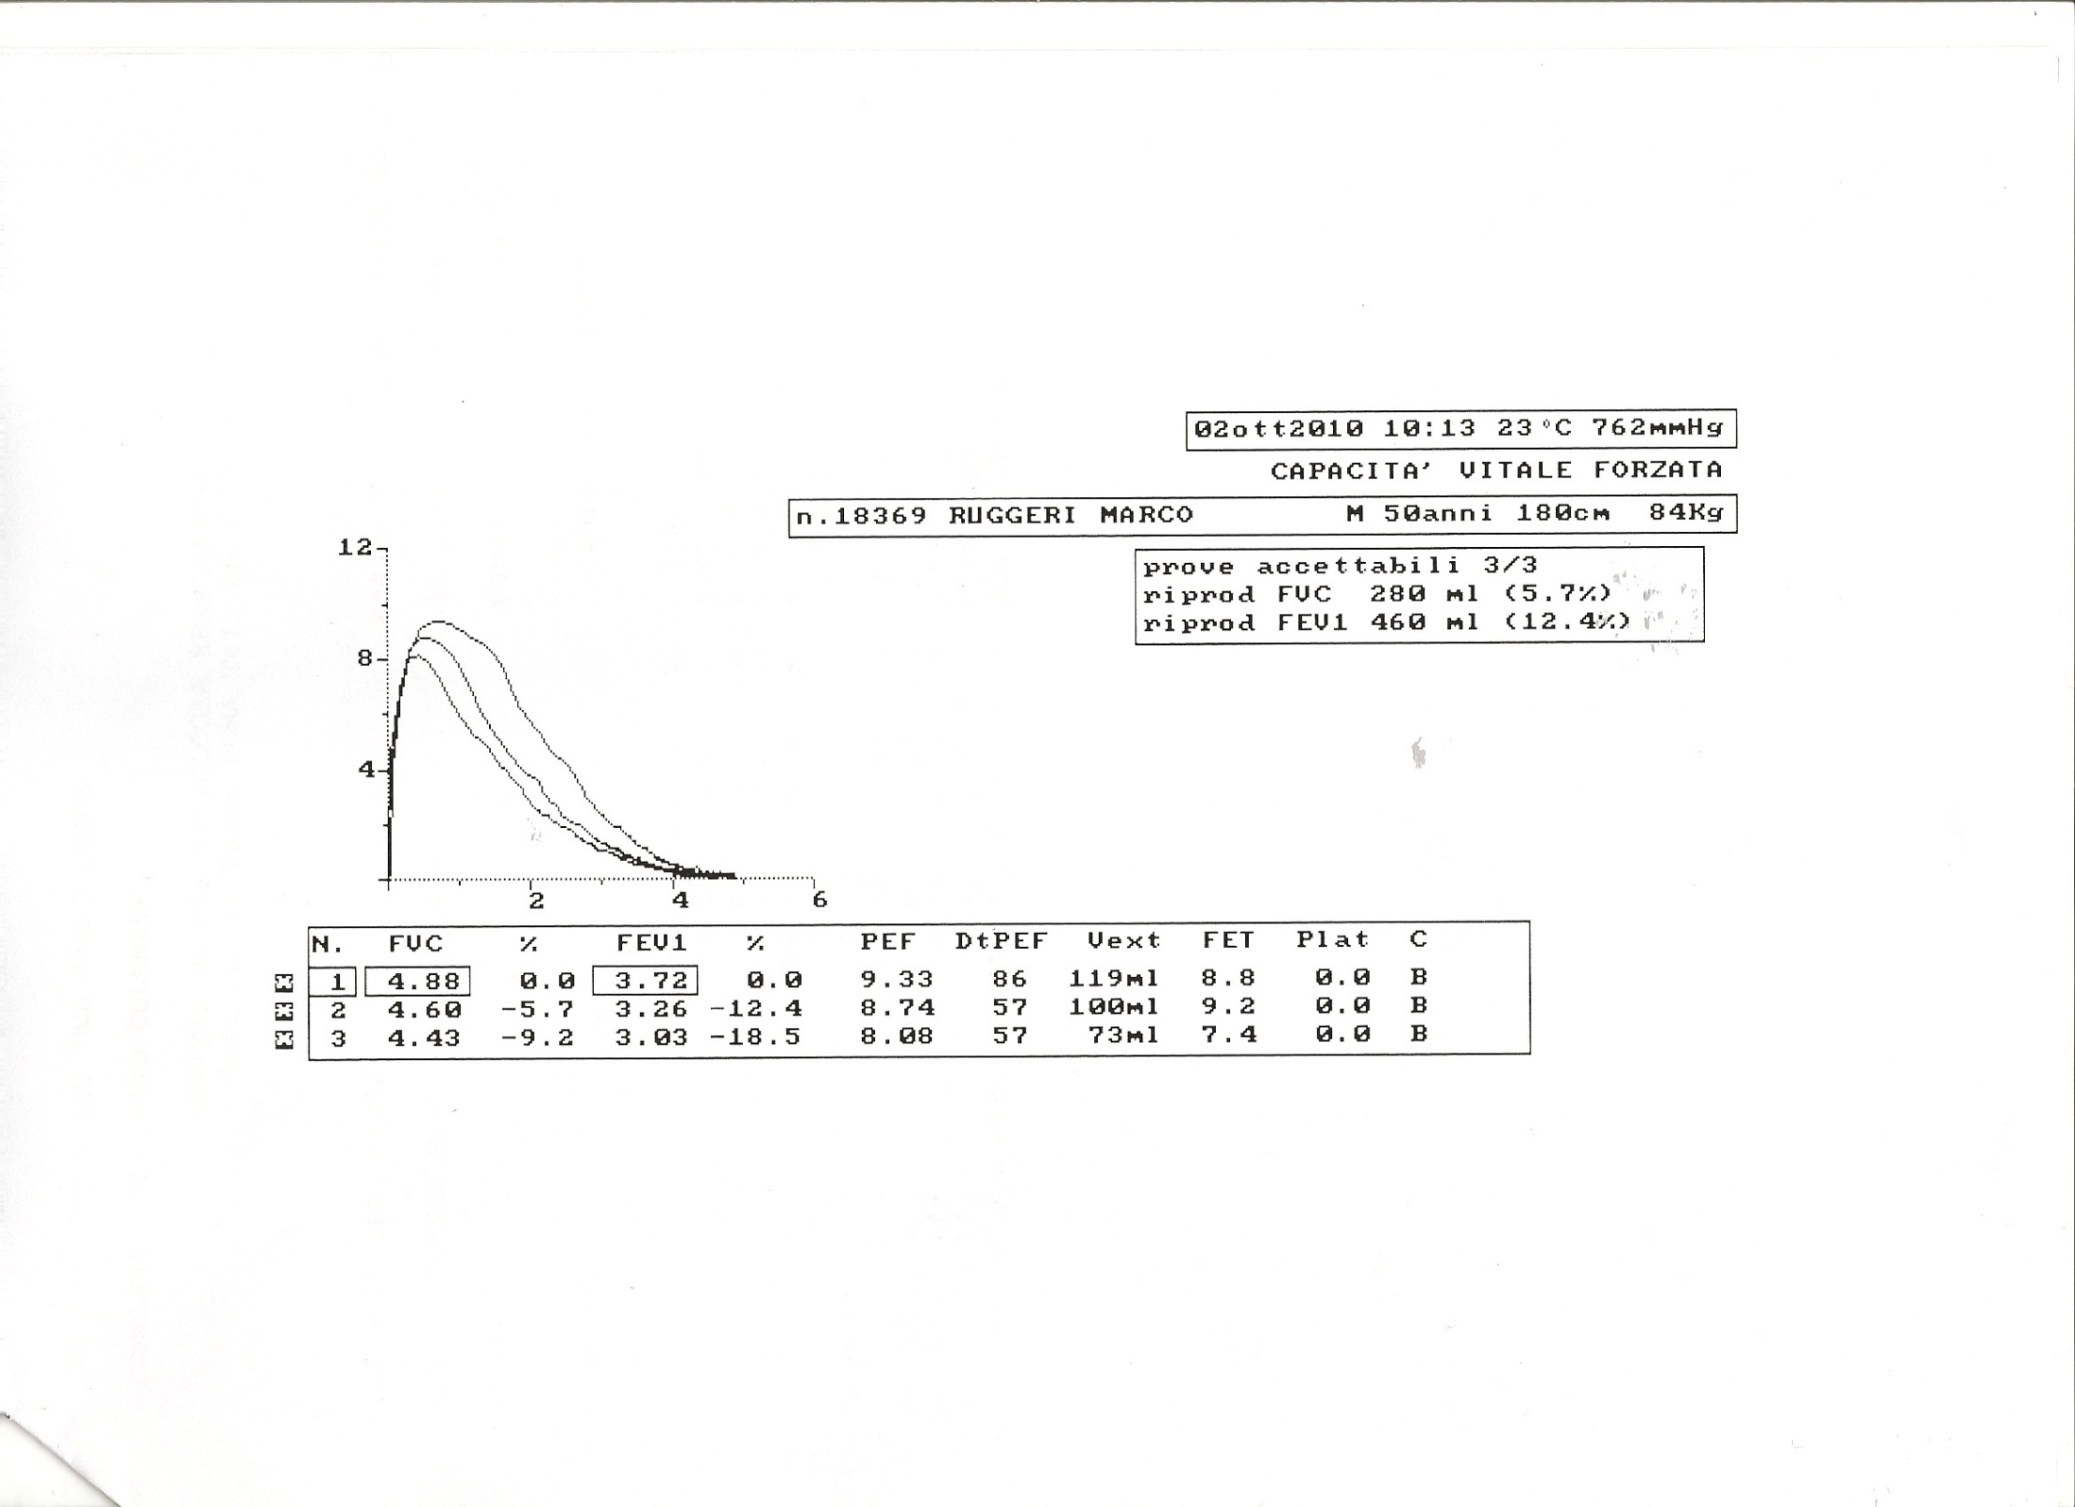 02ott2010 10:13 23°C 762mmHg
CAPACITA' VITALE FORZATA
n.18369 RUGGERI MARCO M 50anni 180cm 84Kg
prove accettabili 3/3
riprod FVC 280 ml (5.7%)
riprod FEV1 460 ml (12.4%)
12
8
4
2 4 6
N. FVC % FEV1 % PEF DtPEF Vext FET Plat C
1 4.88 0.0 3.72 0.0 9.33 86 119ml 8.8 0.0 B
2 4.60 -5.7 3.26 -12.4 8.74 57 100ml 9.2 0.0 B
3 4.43 -9.2 3.03 -18.5 8.08 57 73ml 7.4 0.0 B